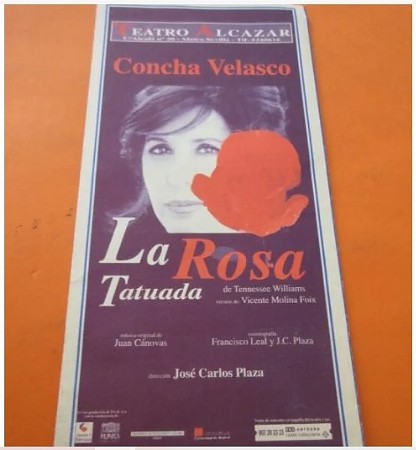 TEATRO ALCAZAR
Concha Velasco
La Rosa
Tatuada
de Tennessee Williams
versión de: Vicente Molina Foix
música original de
Juan Cánovas
escenografía
Francisco Leal y J.C. Plaza
dirección José Carlos Plaza